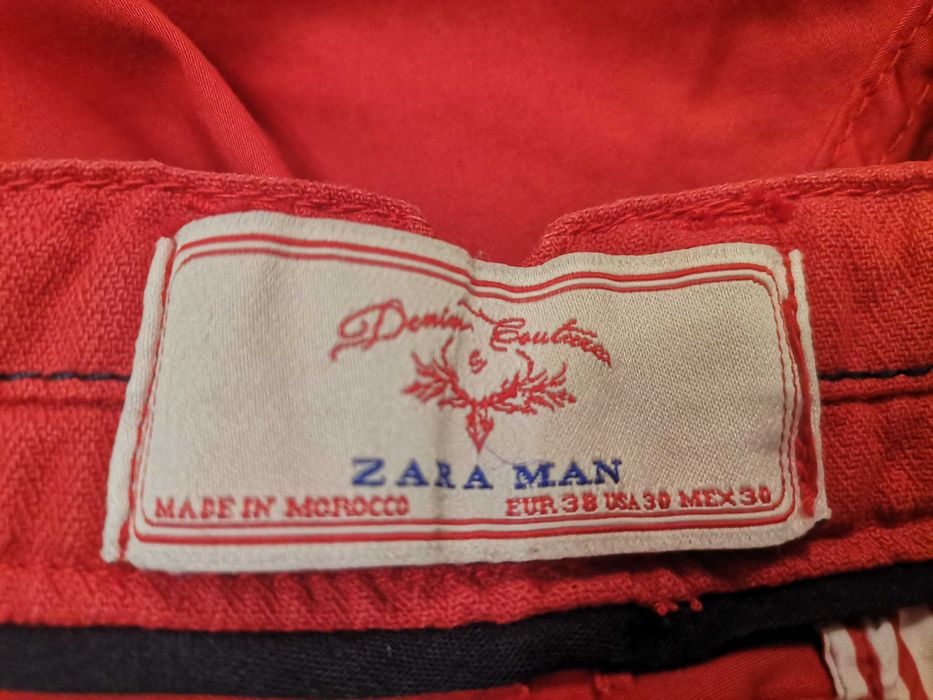 Denim Couture
&
ZARA MAN
MADE IN MOROCCO EUR 38 USA 30 MEX 30